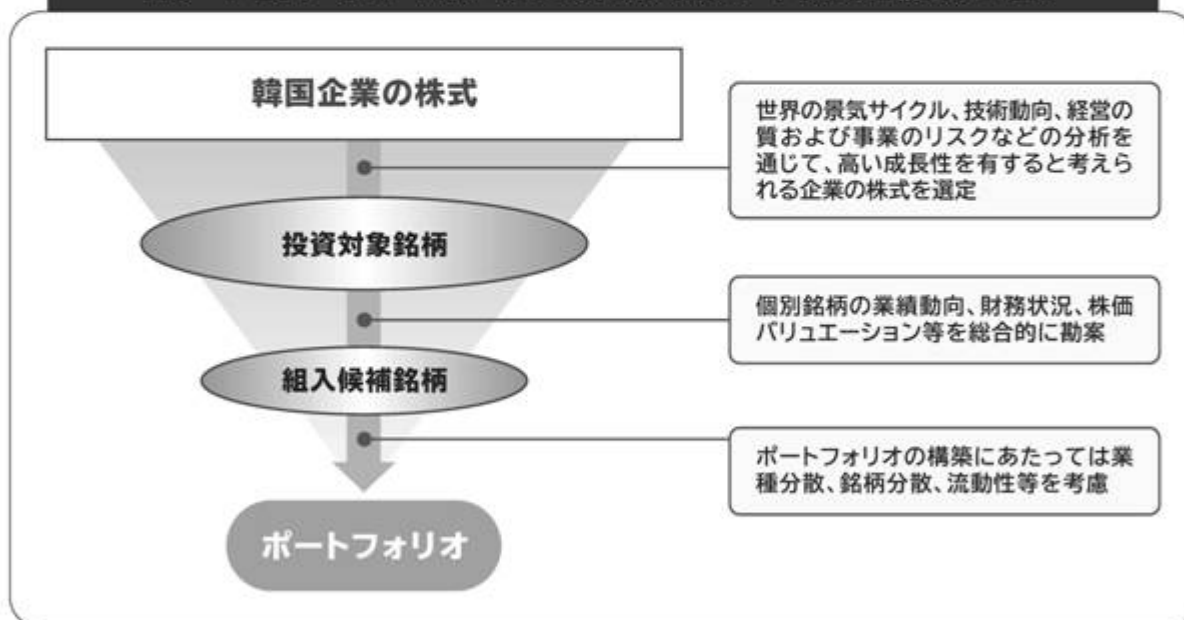 韓国企業の株式
世界の景気サイクル、技術動向、経営の
質および事業のリスクなどの分析を
通じて、高い成長性を有すると考えら
れる企業の株式を選定
投資対象銘柄
個別銘柄の業績動向、財務状況、株価
バリュエーション等を総合的に勘案
組入候補銘柄
ポートフォリオの構築にあたっては業
種分散、銘柄分散、流動性等を考慮
ポートフォリオ